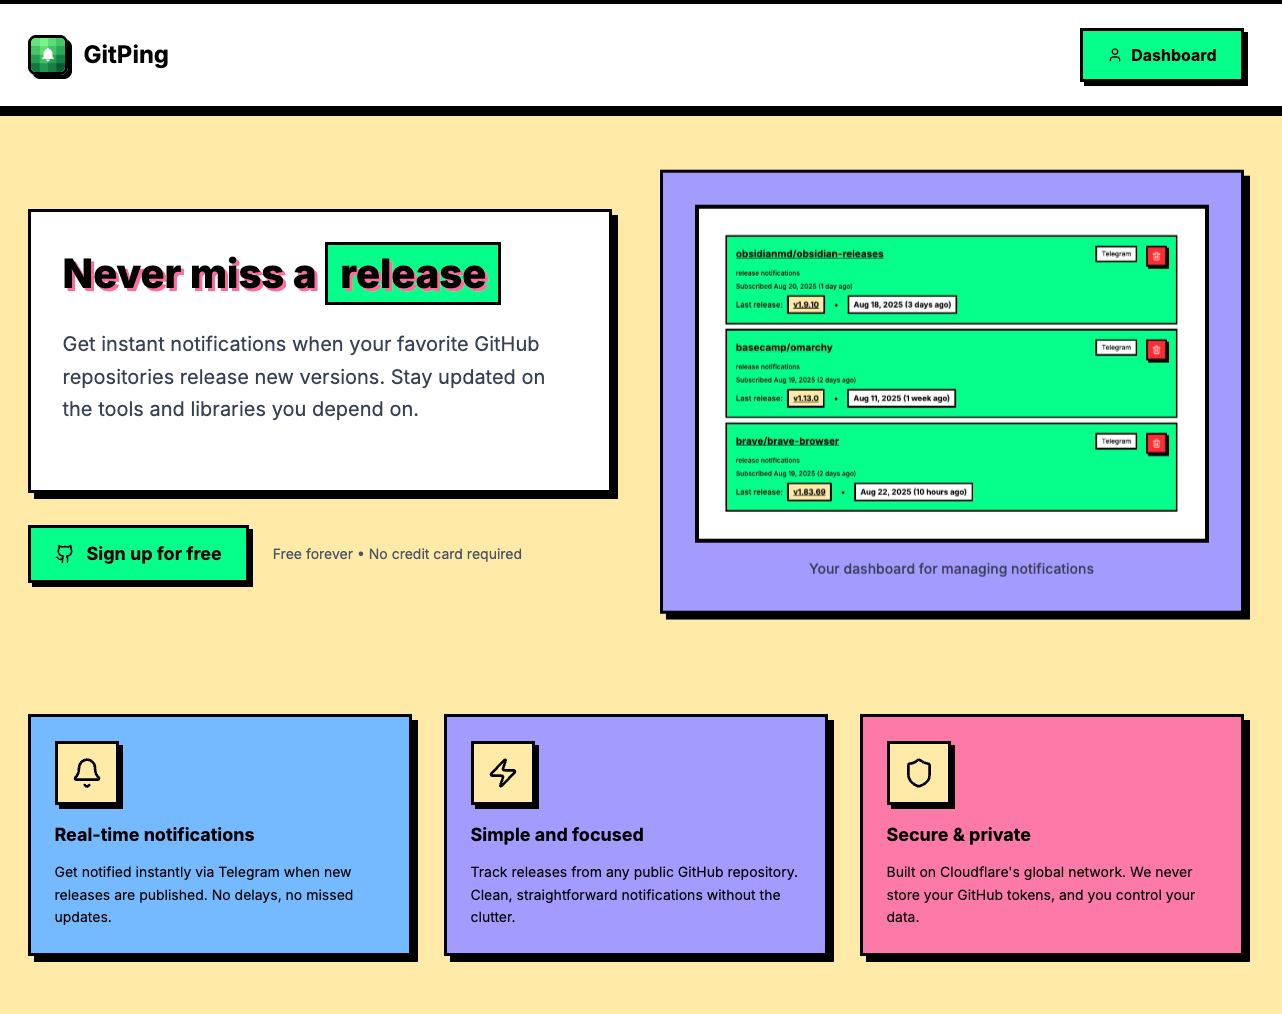 GitPing
Dashboard
Never miss a release
Get instant notifications when your favorite GitHub
repositories release new versions. Stay updated on
the tools and libraries you depend on.
Sign up for free
Free forever • No credit card required
obsidianmd/obsidian-releases
Telegram
release notifications
Subscribed Aug 20, 2025 (1 day ago)
Last release: v1.9.10 • Aug 18, 2025 (3 days ago)
basecamp/omarchy
Telegram
release notifications
Subscribed Aug 19, 2025 (2 days ago)
Last release: v1.13.0 • Aug 11, 2025 (1 week ago)
brave/brave-browser
Telegram
release notifications
Subscribed Aug 19, 2025 (2 days ago)
Last release: v1.83.69 • Aug 22, 2025 (10 hours ago)
Your dashboard for managing notifications
Real-time notifications
Get notified instantly via Telegram when new
releases are published. No delays, no missed
updates.
Simple and focused
Track releases from any public GitHub repository.
Clean, straightforward notifications without the
clutter.
Secure & private
Built on Cloudflare's global network. We never
store your GitHub tokens, and you control your
data.